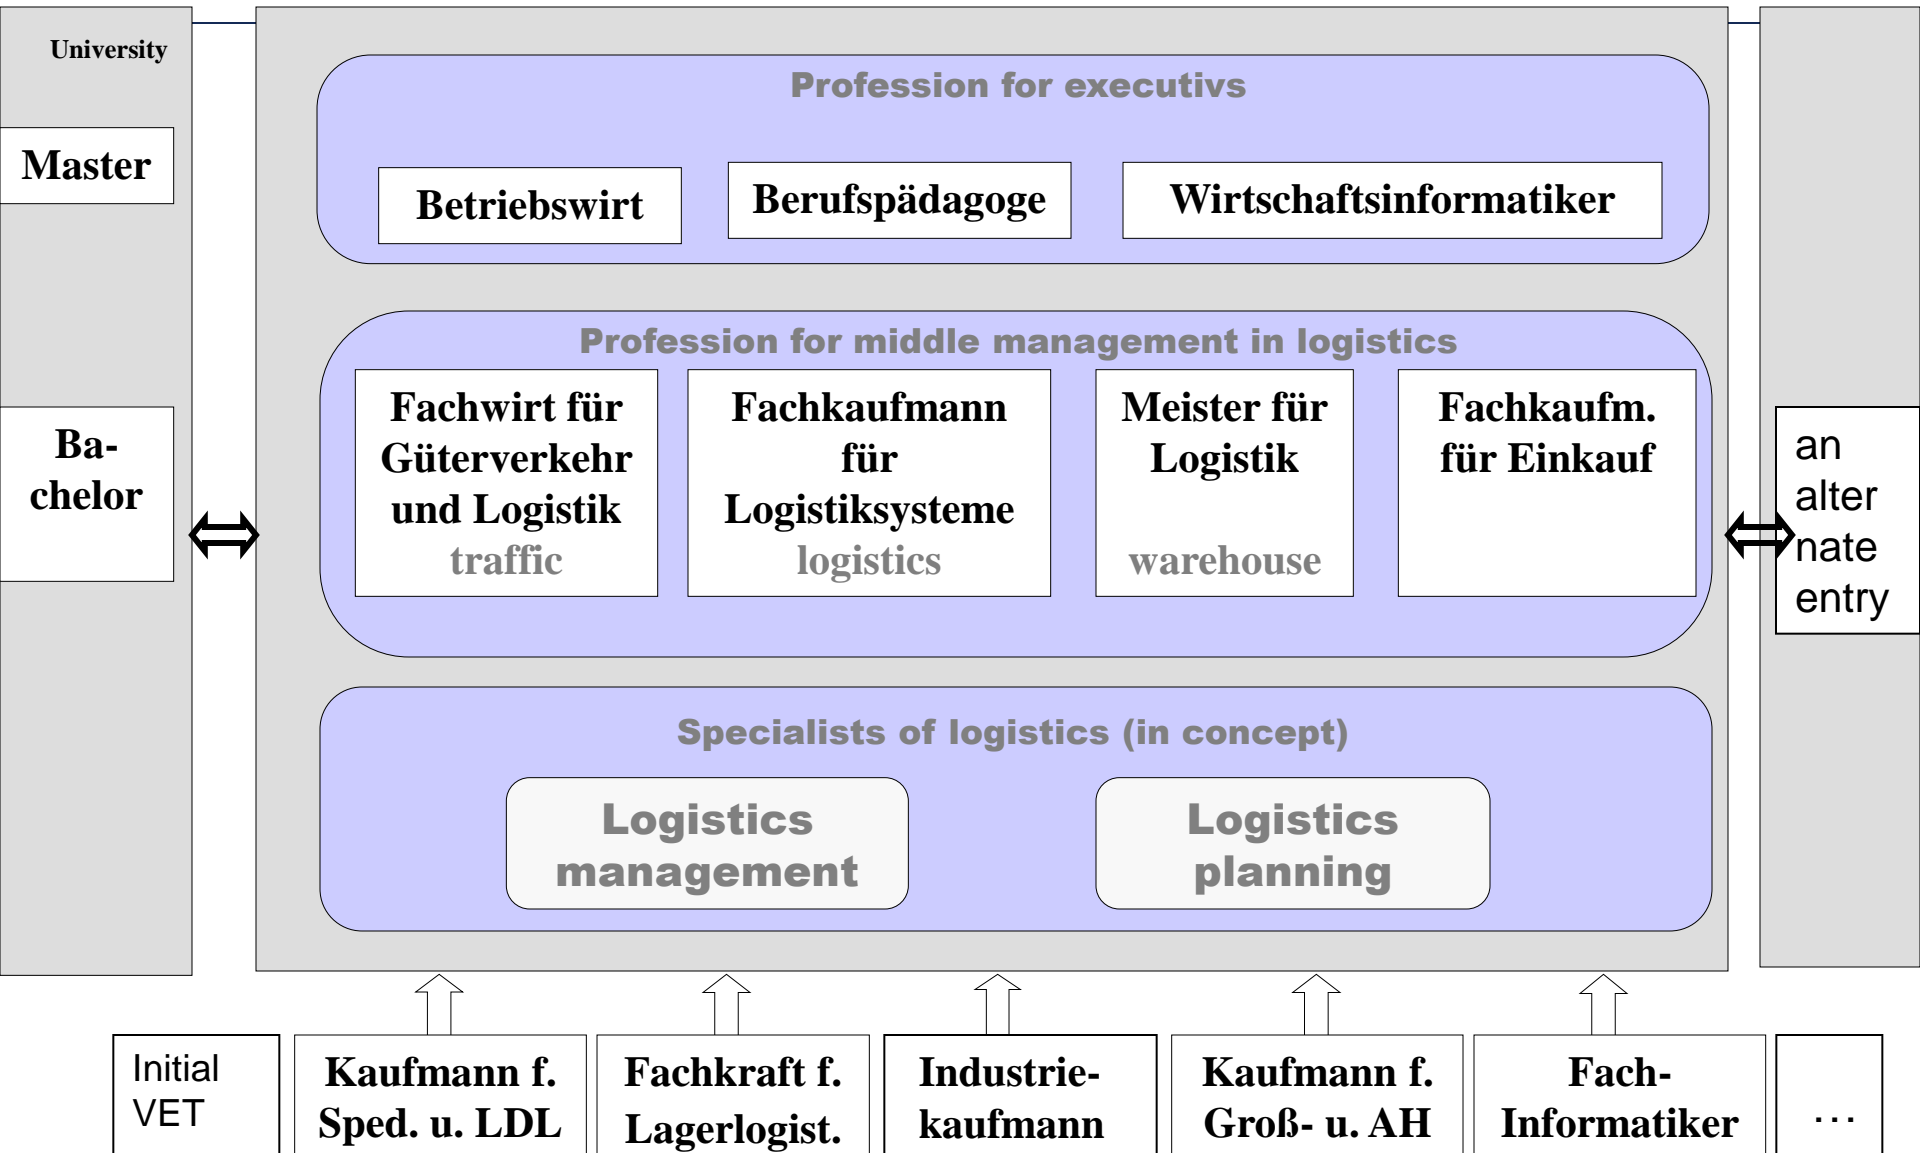 University
Master
Ba-
chelor
Profession for executivs
Betriebswirt
Berufspädagoge
Wirtschaftsinformatiker
Profession for middle management in logistics
Fachwirt für
Güterverkehr
und Logistik
traffic
Fachkaufmann
für
Logistiksysteme
logistics
Meister für
Logistik
warehouse
Fachkaufm.
für Einkauf
an
alter
nate
entry
Specialists of logistics (in concept)
Logistics
management
Logistics
planning
Initial
VET
Kaufmann f.
Sped. u. LDL
Fachkraft f.
Lagerlogist.
Industrie-
kaufmann
Kaufmann f.
Groß- u. AH
Fach-
Informatiker
…